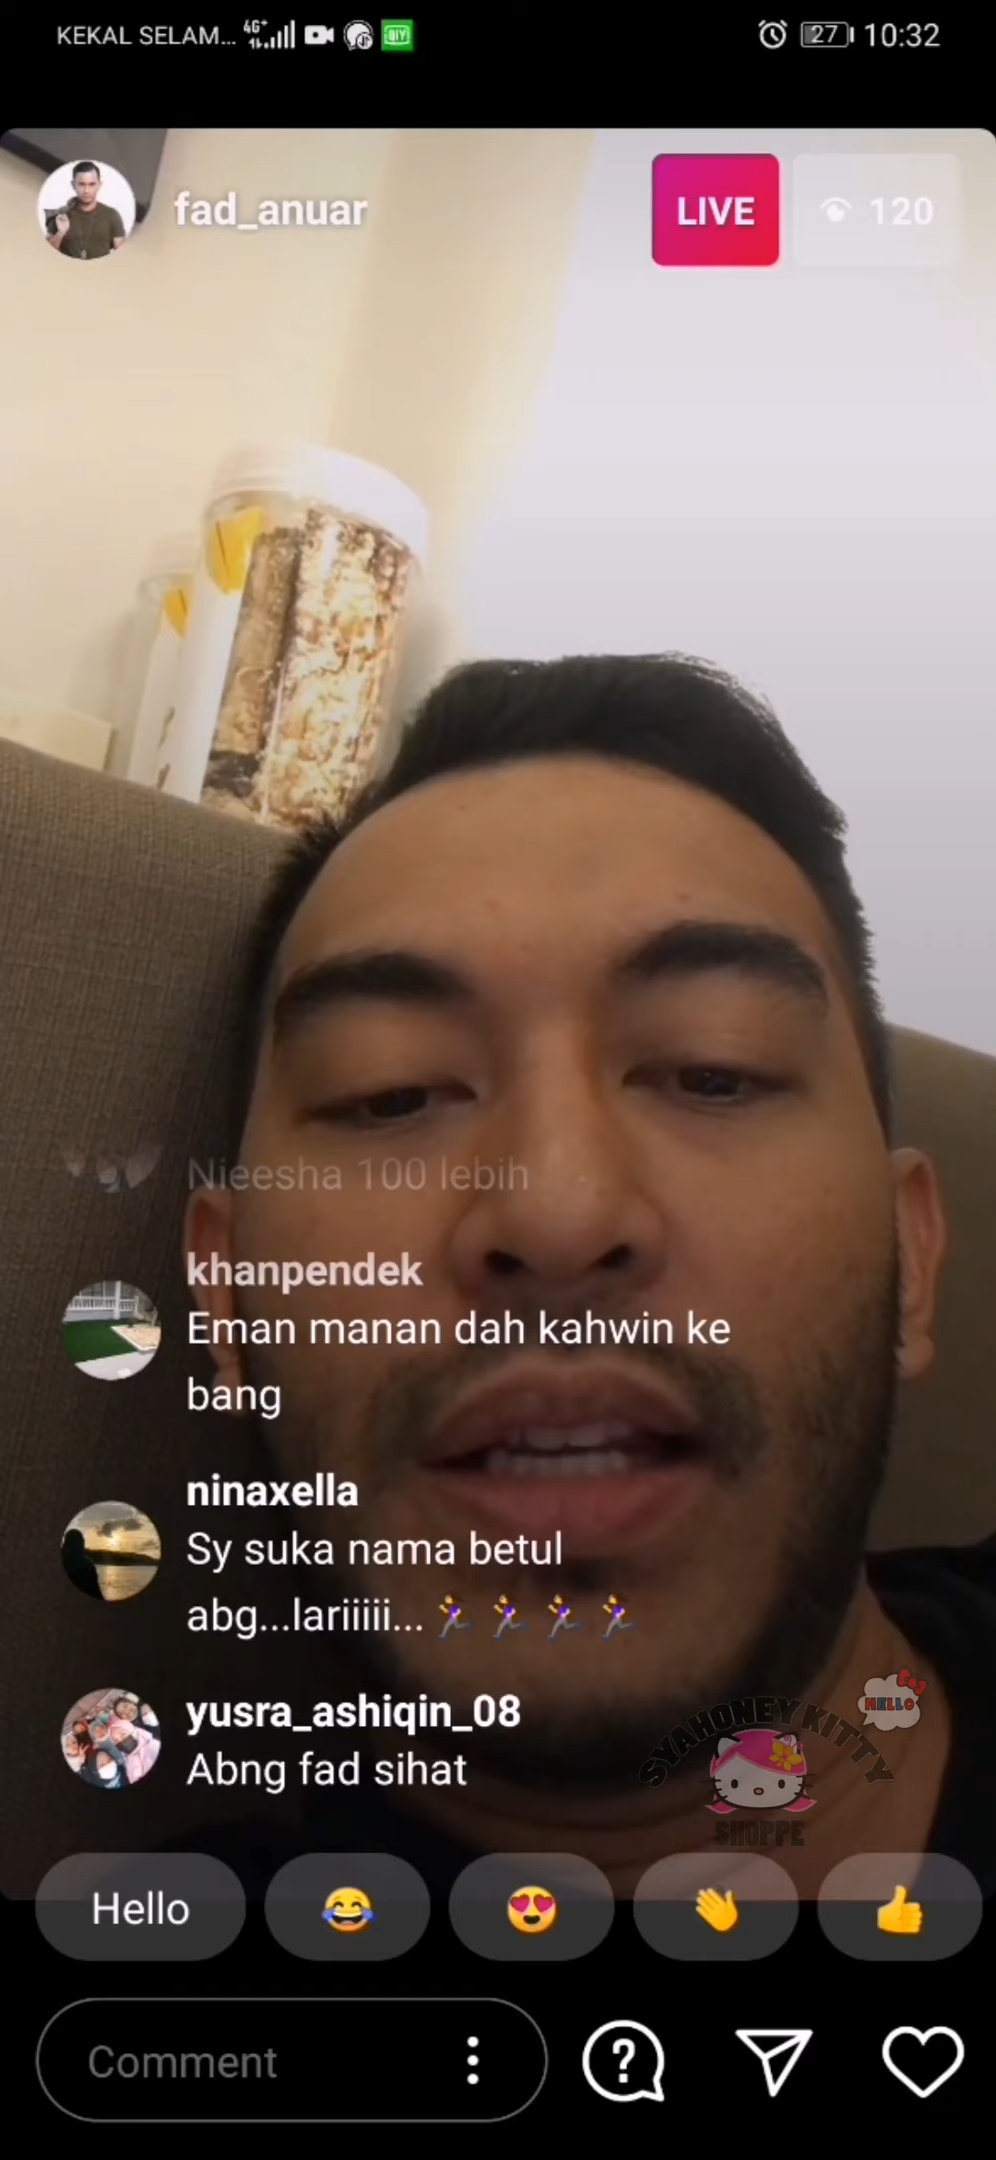 KEKAL SELAM... 4G+ 27 10:32
fad_anuar LIVE 120
Nieesha 100 lebih
khanpendek
Eman manan dah kahwin ke
bang
ninaxella
Sy suka nama betul
abg...lariiiii...🏃‍♀️🏃‍♀️🏃‍♀️🏃‍♀️
yusra_ashiqin_08
Abng fad sihat
HELLO
SYAHONEY KITTY
SHOPPE
Hello 😂 😍 👋 👍
Comment